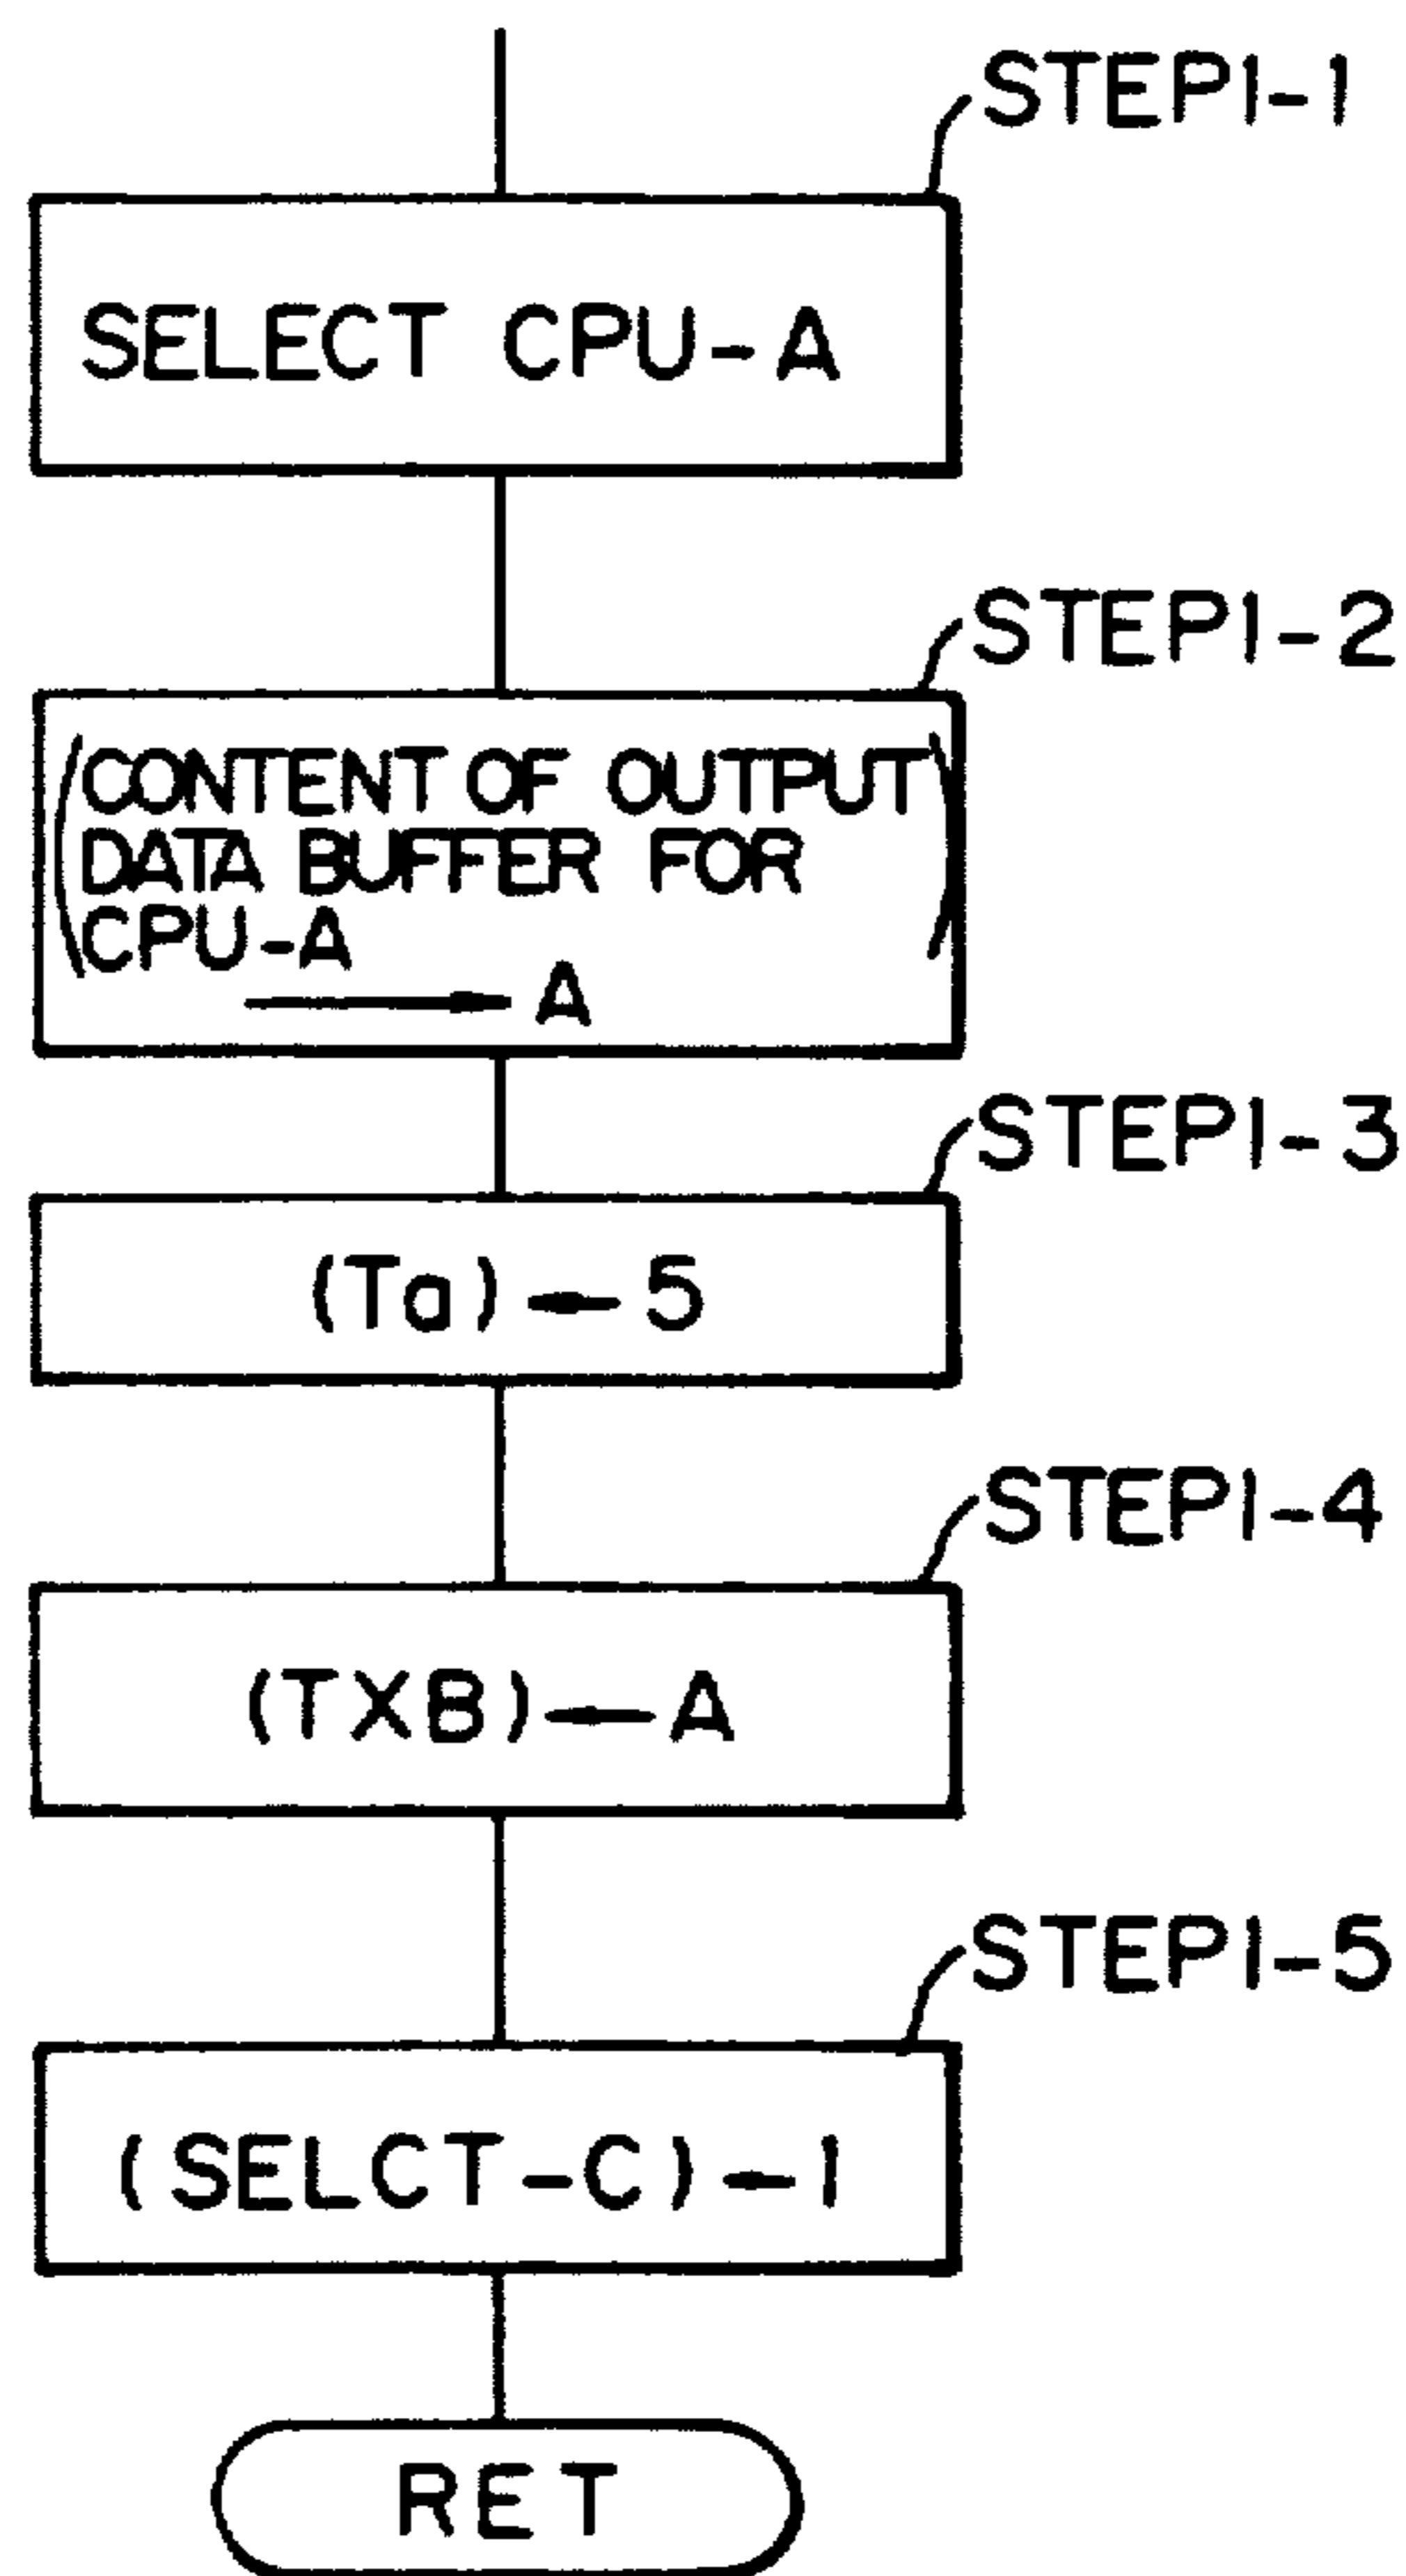 STEP1-1
SELECT CPU-A
STEP1-2
(CONTENT OF OUTPUT
DATA BUFFER FOR
CPU-A)
→ A
STEP1-3
(Ta)←5
STEP1-4
(TXB)←A
STEP1-5
(SELCT-C)←1
RET